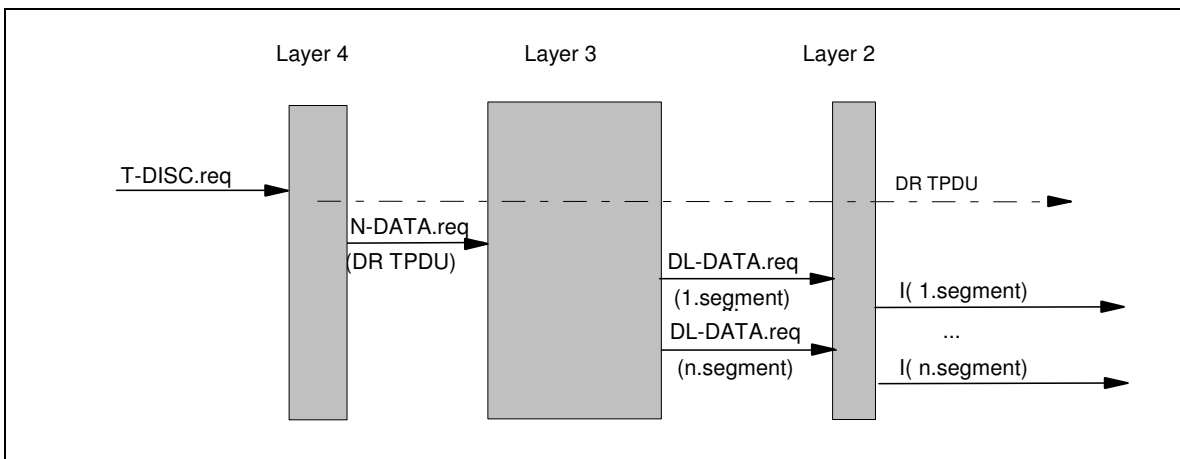 Layer 4 Layer 3 Layer 2
T-DISC.req
DR TPDU
N-DATA.req
(DR TPDU)
DL-DATA.req
(1.segment)
I( 1.segment)
...
DL-DATA.req
(n.segment)
I( n.segment)